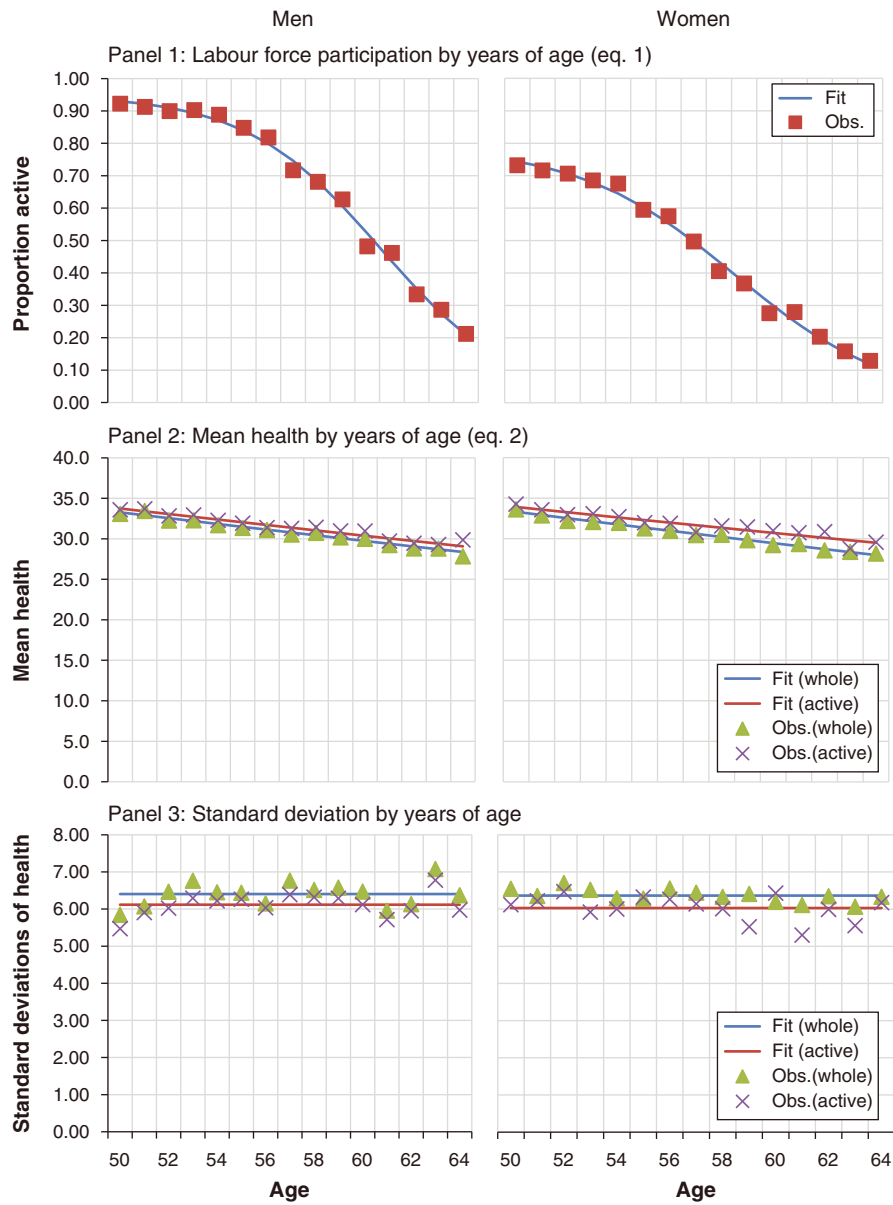 Men
Women
Panel 1: Labour force participation by years of age (eq. 1)
Proportion active
1.00
0.90
0.80
0.70
0.60
0.50
0.40
0.30
0.20
0.10
0.00
Fit
Obs.
Panel 2: Mean health by years of age (eq. 2)
Mean health
40.0
35.0
30.0
25.0
20.0
15.0
10.0
5.0
0.0
Fit (whole)
Fit (active)
Obs.(whole)
Obs.(active)
Panel 3: Standard deviation by years of age
Standard deviations of health
8.00
7.00
6.00
5.00
4.00
3.00
2.00
1.00
0.00
Fit (whole)
Fit (active)
Obs.(whole)
Obs.(active)
50 52 54 56 58 60 62 64
50 52 54 56 58 60 62 64
Age
Age